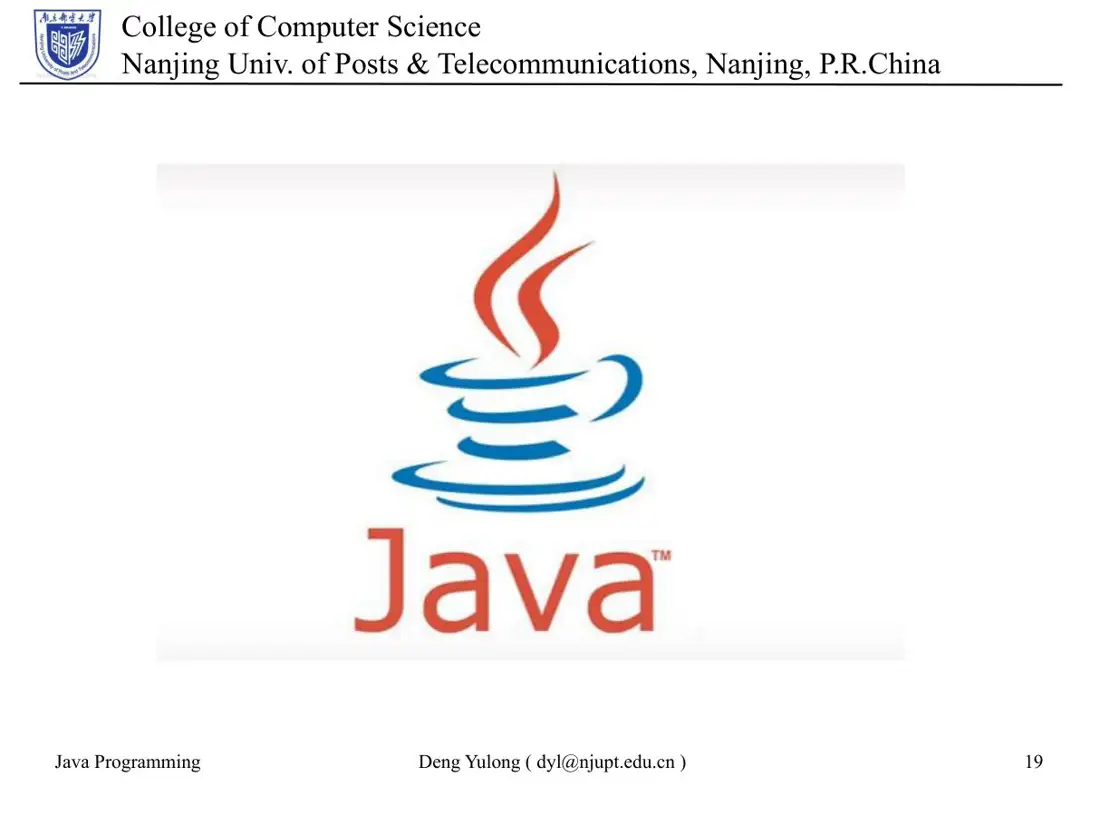 College of Computer Science
Nanjing Univ. of Posts & Telecommunications, Nanjing, P.R.China
Java™
Java Programming
Deng Yulong ( dyl@njupt.edu.cn )
19